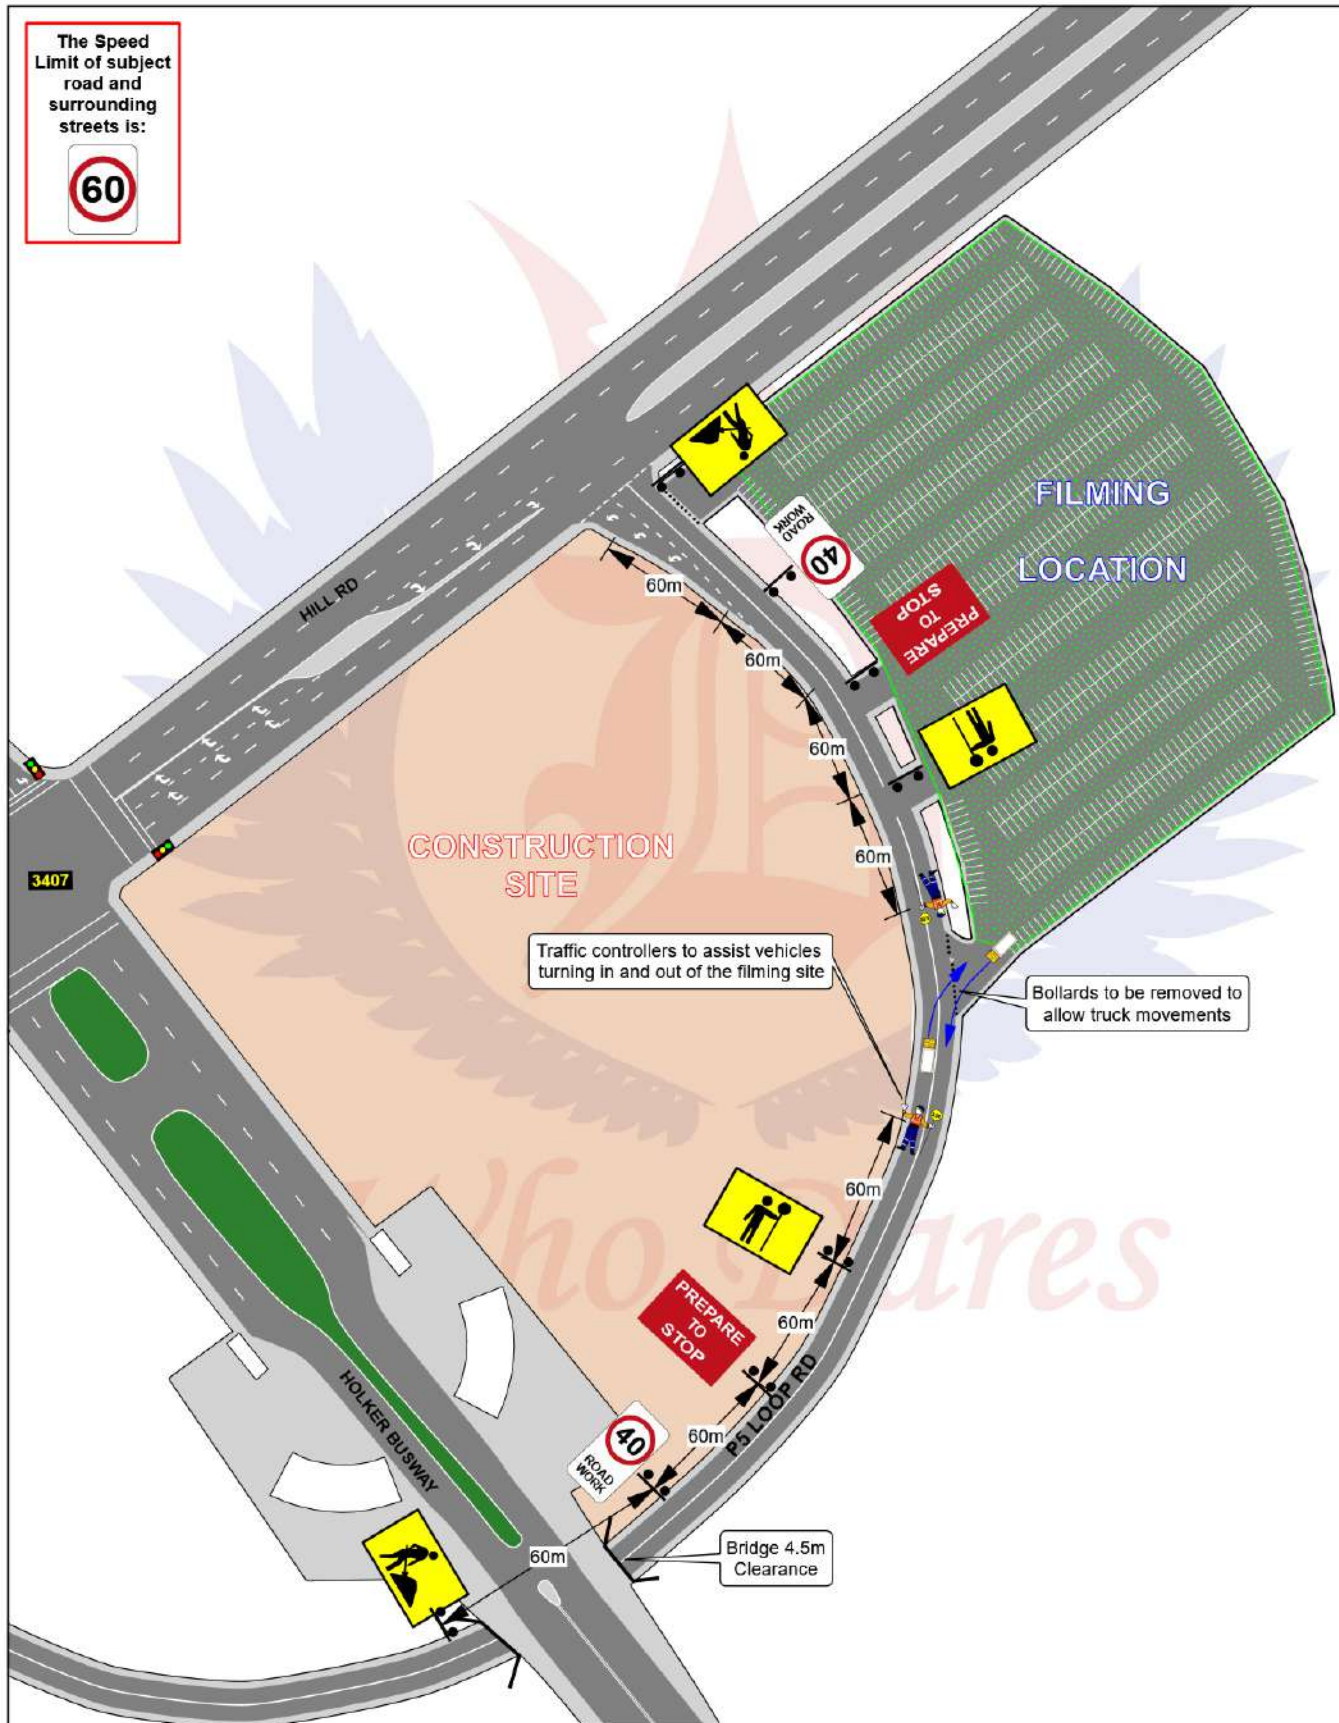 The Speed
Limit of subject
road and
surrounding
streets is:
60
HILL RD
ROAD
WORK
40
FILMING
LOCATION
PREPARE
TO
STOP
60m
60m
60m
60m
CONSTRUCTION
SITE
3407
Traffic controllers to assist vehicles
turning in and out of the filming site
Bollards to be removed to
allow truck movements
60m
PREPARE
TO
STOP
60m
P5 LOOP RD
40
ROAD
WORK
60m
HOLKER BUSWAY
60m
Bridge 4.5m
Clearance
Who Dares